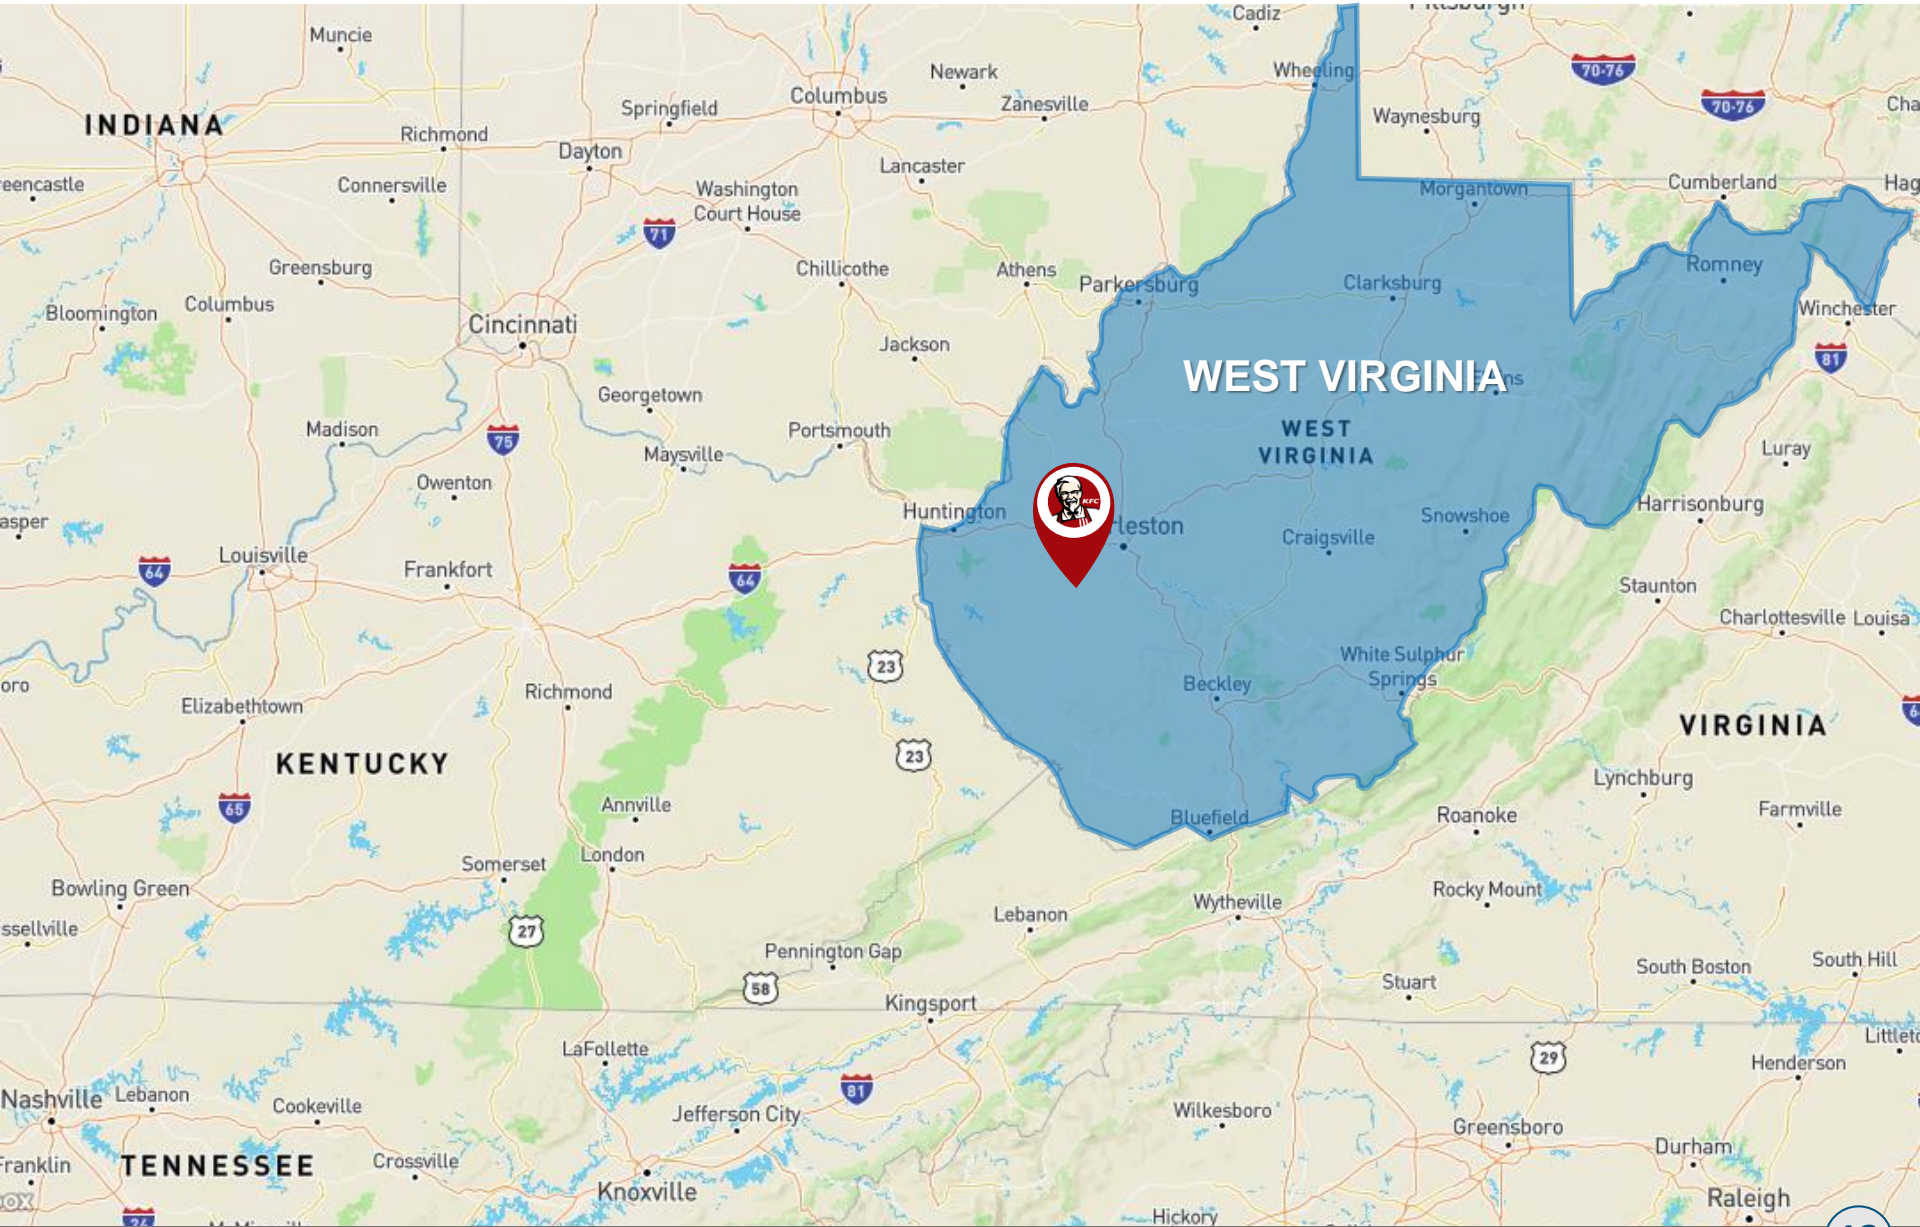 Cadiz
Pittsburgh
Muncie
Newark
Wheeling
70-76
Columbus
Zanesville
70-76
Springfield
Waynesburg
INDIANA
Richmond
Dayton
Lancaster
Connersville
Washington
Court House
Morgantown
Cumberland
71
Greensburg
Chillicothe
Athens
Parkersburg
Clarksburg
Romney
Bloomington
Columbus
Cincinnati
Winchester
Jackson
81
WEST VIRGINIA
Georgetown
Madison
75
Portsmouth
WEST
VIRGINIA
Maysville
Luray
Owenton
KFC
Huntington
rleston
Snowshoe
Harrisonburg
asper
Craigsville
Louisville
64
Frankfort
64
Staunton
Charlottesville
Louisa
23
White Sulphur
Springs
oro
Beckley
Richmond
Elizabethtown
6
VIRGINIA
KENTUCKY
23
Lynchburg
65
Annville
Bluefield
Roanoke
Farmville
Somerset
London
Bowling Green
Rocky Mount
Wytheville
Lebanon
ssellville
27
Pennington Gap
South Boston
South Hill
58
Stuart
Kingsport
LaFollette
29
Henderson
Littleto
Nashville
Lebanon
Cookeville
81
Jefferson City
Wilkesboro
Greensboro
Durham
Franklin
TENNESSEE
Crossville
Knoxville
Raleigh
Hickory